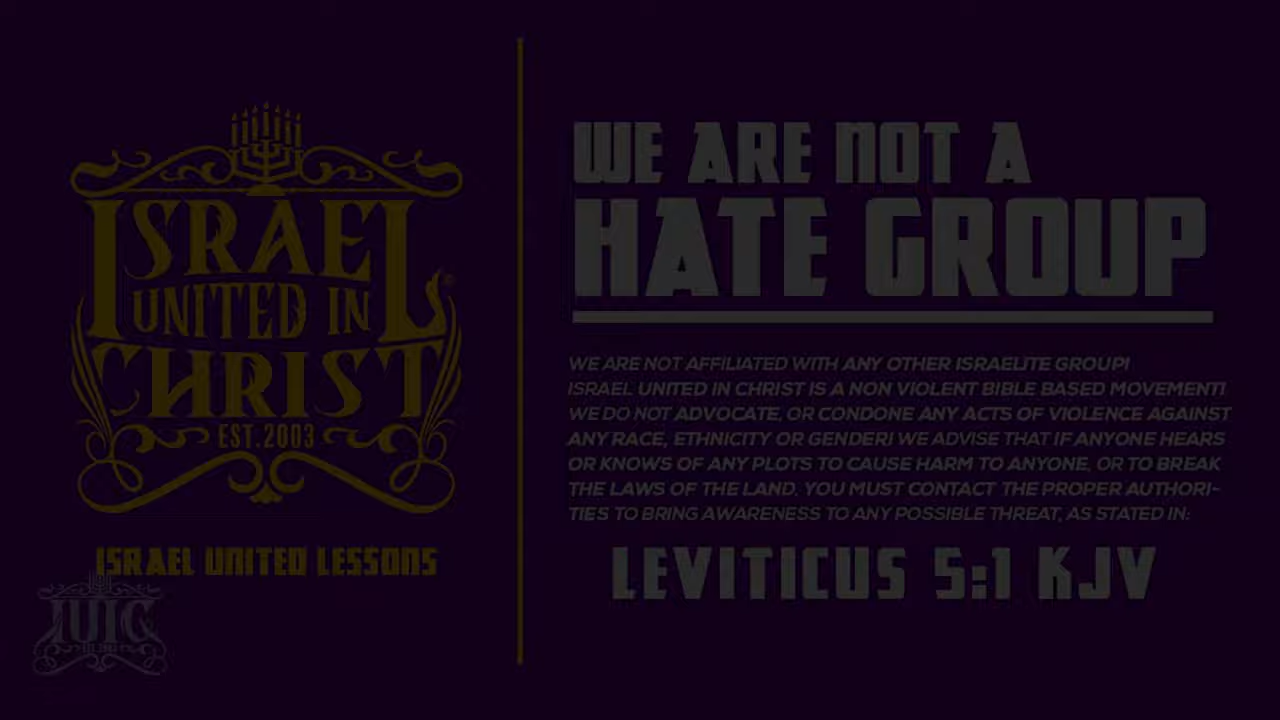 ISRAEL
UNITED IN
CHRIST
EST.2003
ISRAEL UNITED LESSONS
IUIC
WE ARE NOT A
HATE GROUP
WE ARE NOT AFFILIATED WITH ANY OTHER ISRAELITE GROUP!
ISRAEL UNITED IN CHRIST IS A NON VIOLENT BIBLE BASED MOVEMENT!
WE DO NOT ADVOCATE, OR CONDONE ANY ACTS OF VIOLENCE AGAINST
ANY RACE, ETHNICITY OR GENDER! WE ADVISE THAT IF ANYONE HEARS
OR KNOWS OF ANY PLOTS TO CAUSE HARM TO ANYONE, OR TO BREAK
THE LAWS OF THE LAND. YOU MUST CONTACT THE PROPER AUTHORI-
TIES TO BRING AWARENESS TO ANY POSSIBLE THREAT, AS STATED IN:
LEVITICUS 5:1 KJV